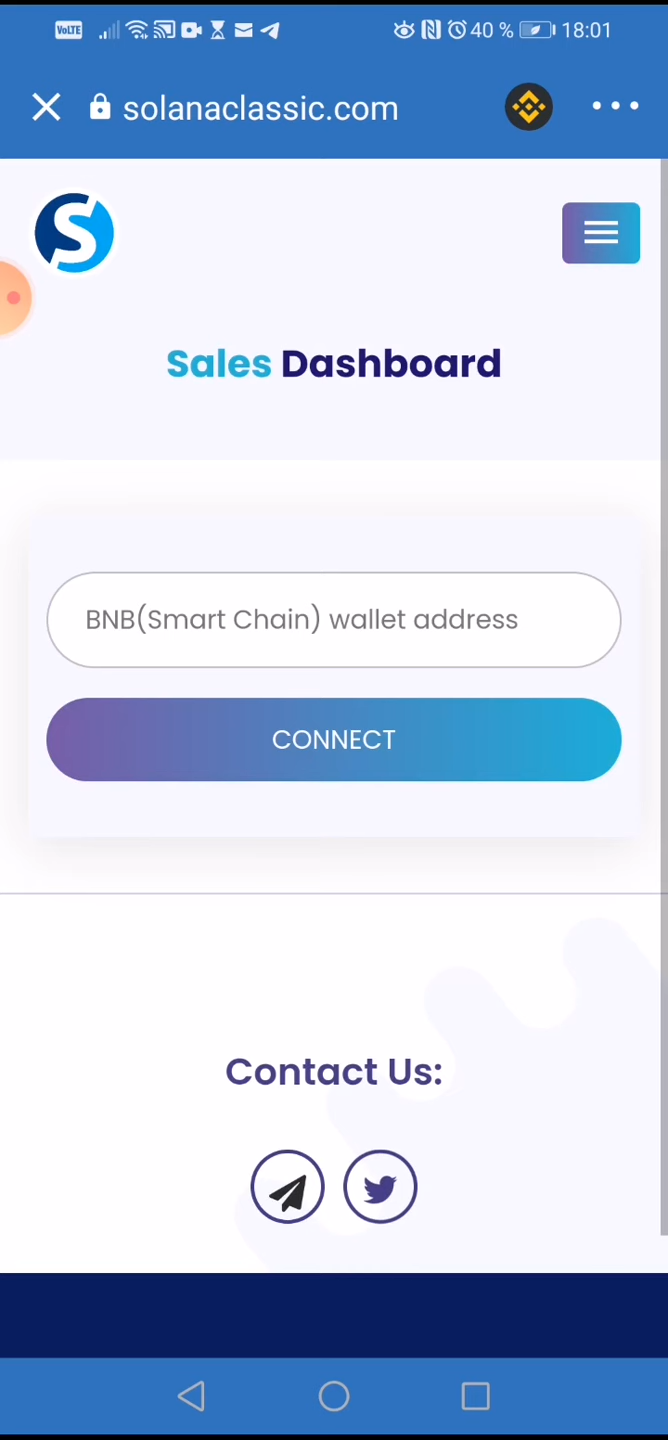 VoLTE 40 % 18:01
solanaclassic.com
S
Sales Dashboard
BNB(Smart Chain) wallet address
CONNECT
Contact Us: